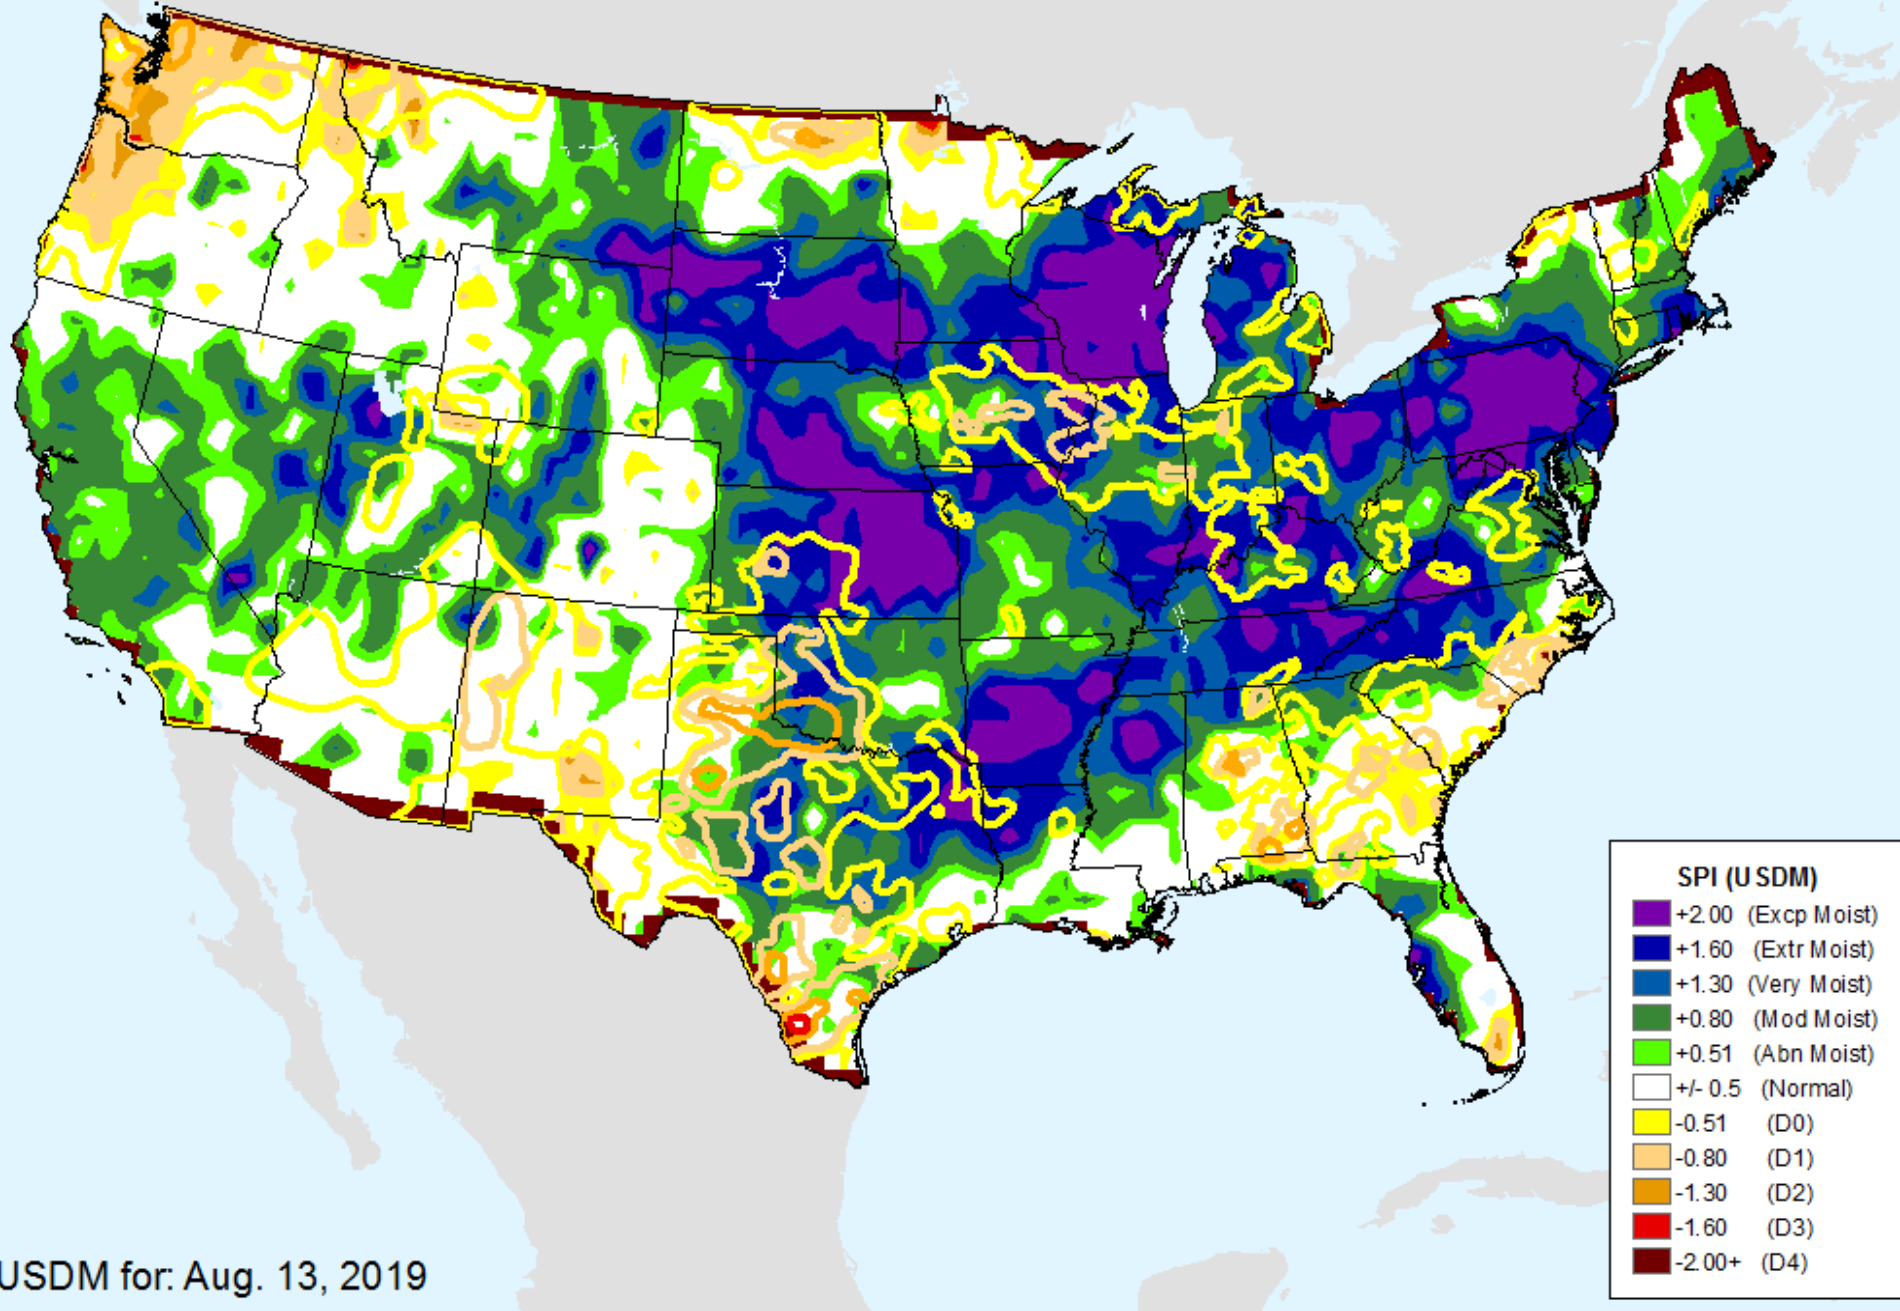 SPI (USDM)
+2.00 (Excp Moist)
+1.60 (Extr Moist)
+1.30 (Very Moist)
+0.80 (Mod Moist)
+0.51 (Abn Moist)
+/- 0.5 (Normal)
-0.51 (D0)
-0.80 (D1)
-1.30 (D2)
-1.60 (D3)
-2.00+ (D4)
USDM for: Aug. 13, 2019